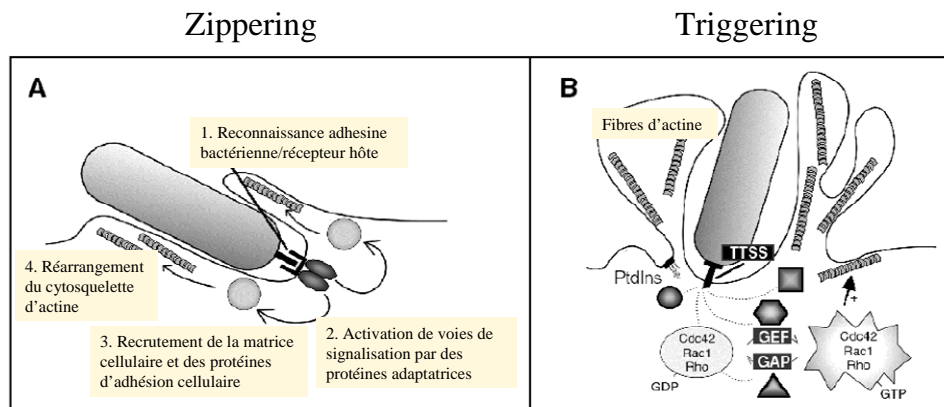 Zippering
Triggering
A
1. Reconnaissance adhesine
bactérienne/récepteur hôte
4. Réarrangement
du cytosquelette
d'actine
3. Recrutement de la matrice
cellulaire et des protéines
d'adhésion cellulaire
2. Activation de voies de
signalisation par des
protéines adaptatrices
B
Fibres d'actine
TTSS
PtdIns
+
Cdc42
Rac1
Rho
GDP
GEF
GAP
Cdc42
Rac1
Rho
GTP